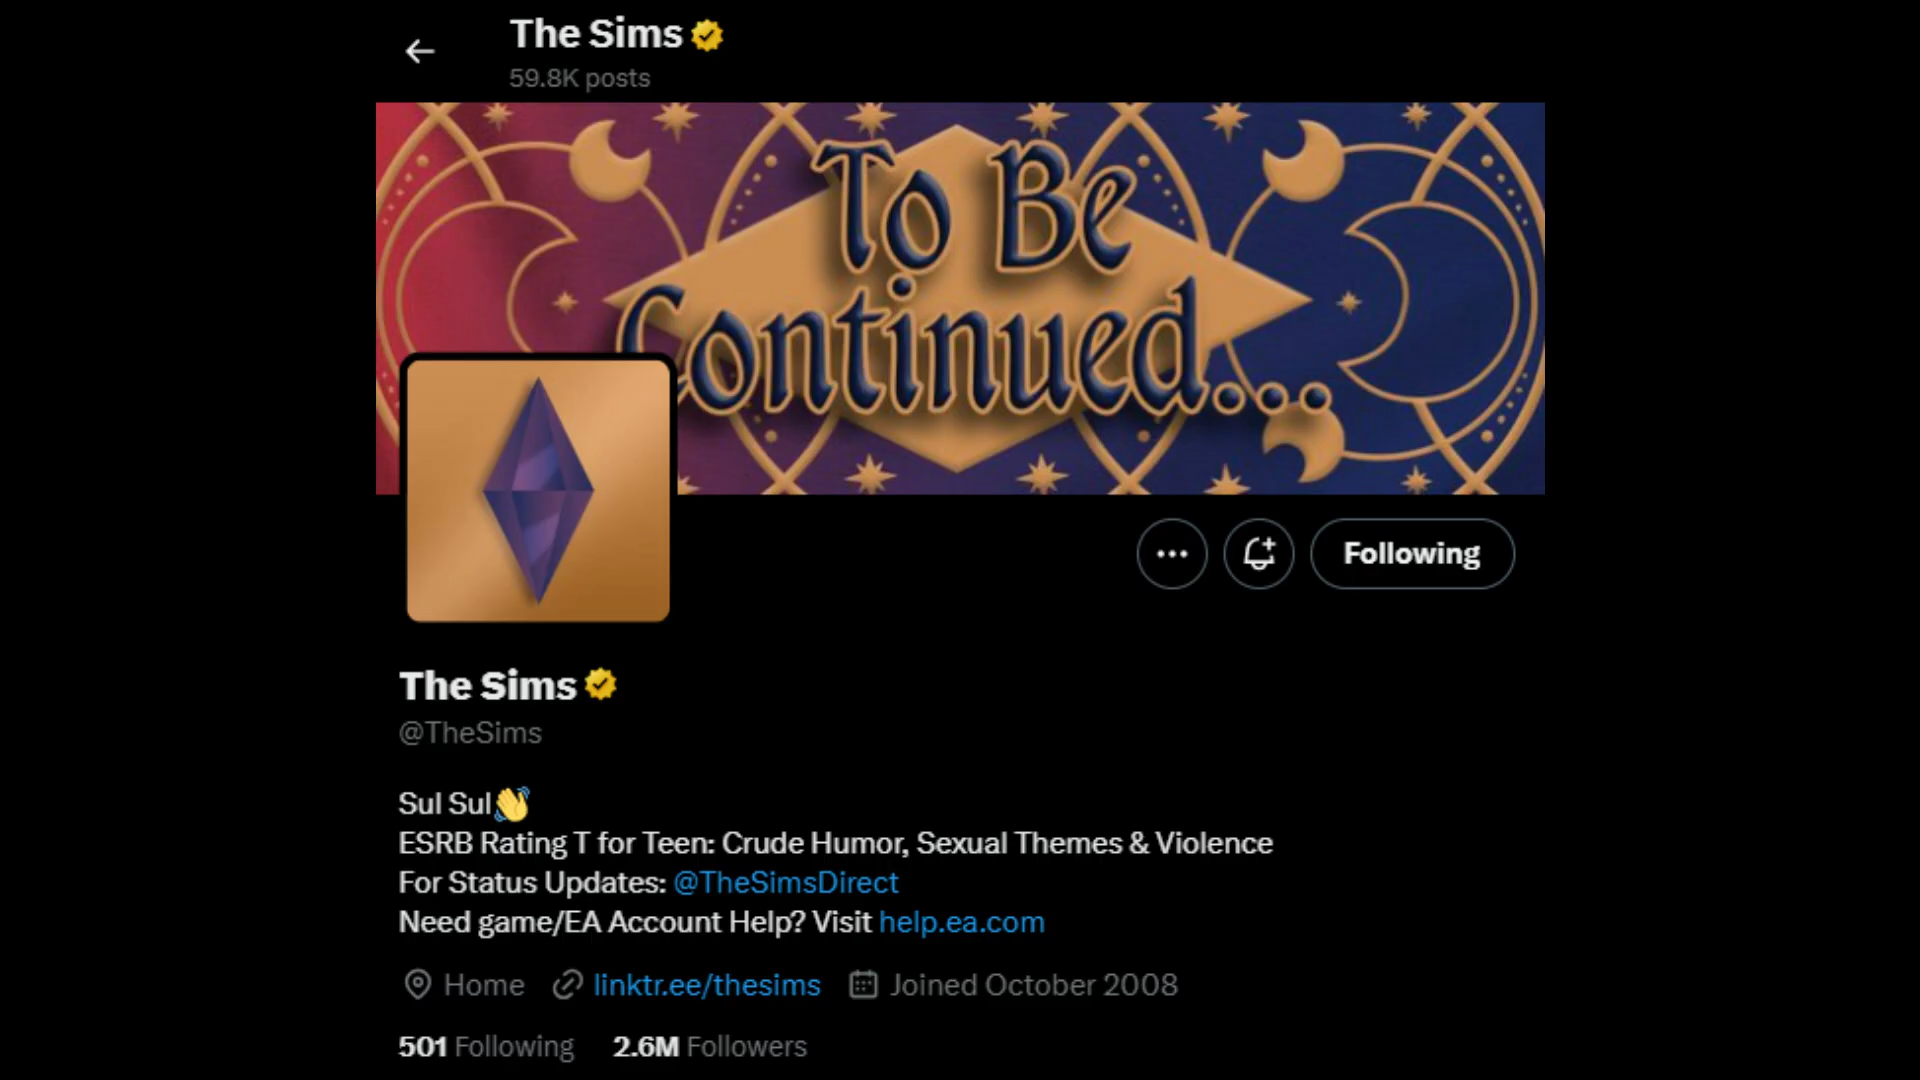 The Sims
59.8K posts
To Be
Continued...
Following
The Sims
@TheSims
Sul Sul👋
ESRB Rating T for Teen: Crude Humor, Sexual Themes & Violence
For Status Updates: @TheSimsDirect
Need game/EA Account Help? Visit help.ea.com
Home linktr.ee/thesims Joined October 2008
501 Following 2.6M Followers